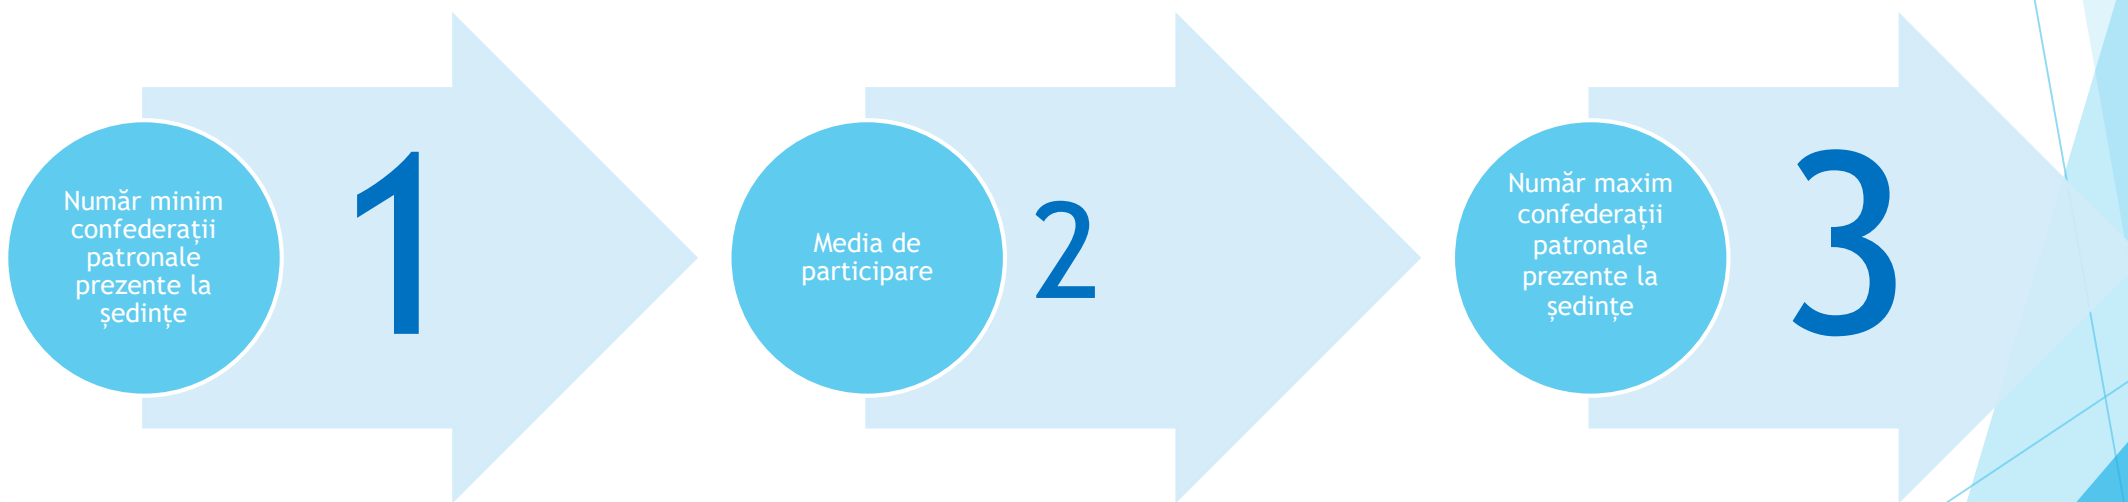 Număr minim
confederații
patronale
prezente la
ședințe
1
Media de
participare
2
Număr maxim
confederații
patronale
prezente la
ședințe
3